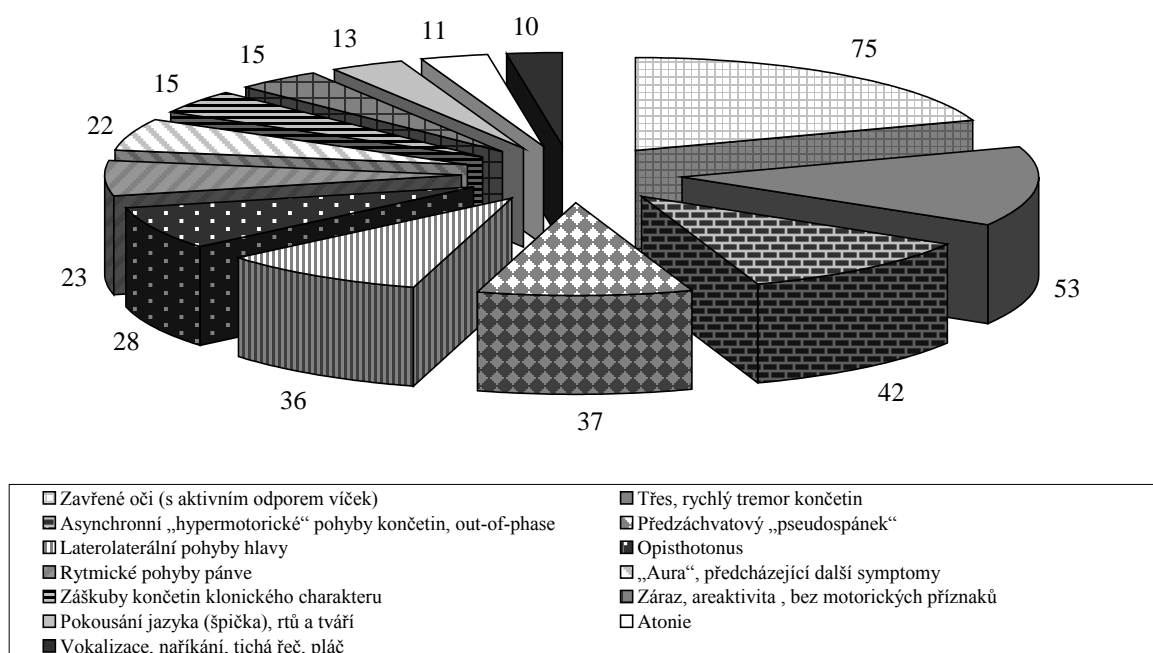 10
11
13
15
15
22
23
28
36
37
42
53
75
Zavřené oči (s aktivním odporem víček)
Třes, rychlý tremor končetin
Asynchronní „hypermotorické“ pohyby končetin, out-of-phase
Předzáchvatový „pseudospánek“
Laterolaterální pohyby hlavy
Opisthotonus
Rytmické pohyby pánve
„Aura“, předcházející další symptomy
Záškuby končetin klonického charakteru
Záraz, areaktivita , bez motorických příznaků
Pokousání jazyka (špička), rtů a tváří
Atonie
Vokalizace, naříkání, tichá řeč, pláč